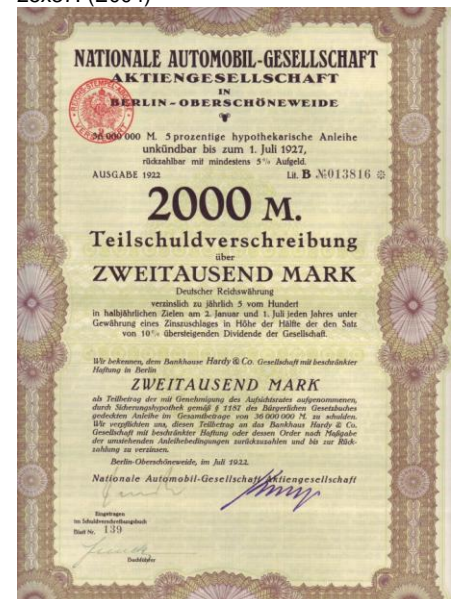 NATIONALE AUTOMOBIL-GESELLSCHAFT
AKTIENGESELLSCHAFT
IN
BERLIN-OBERSCHÖNEWEIDE
36 000 000 M. 5 prozentige hypothekarische Anleihe
unkündbar bis zum 1. Juli 1927,
rückzahlbar mit mindestens 5% Aufgeld.
AUSGABE 1922 Lit. B №013816
2000 M.
Teilschuldverschreibung
über
ZWEITAUSEND MARK
Deutscher Reichswährung
verzinslich zu jährlich 5 vom Hundert
in halbjährlichen Zielen am 2. Januar und 1. Juli jeden Jahres unter
Gewährung eines Zinszuschlages in Höhe der Hälfte der den Satz
von 10% übersteigenden Dividende der Gesellschaft.
Wir bekennen, dem Bankhause Hardy & Co. Gesellschaft mit beschränkter
Haftung in Berlin
ZWEITAUSEND MARK
als Teilbetrag der mit Genehmigung des Aufsichtsrates aufgenommenen,
durch Sicherungshypothek gemäß § 1187 des Bürgerlichen Gesetzbuches
gedeckten Anleihe im Gesamtbetrage von 36 000 000 M. zu schulden.
Wir verpflichten uns, diesen Teilbetrag an das Bankhaus Hardy & Co.
Gesellschaft mit beschränkter Haftung oder dessen Order nach Maßgabe
der umstehenden Anleihebedingungen zurückzuzahlen und bis zur Rück-
zahlung zu verzinsen.
Berlin-Oberschöneweide, im Juli 1922.
Nationale Automobil-Gesellschaft Aktiengesellschaft
Eingetragen
im Schuldverschreibungsbuch
Blatt Nr. 139
Buchführer